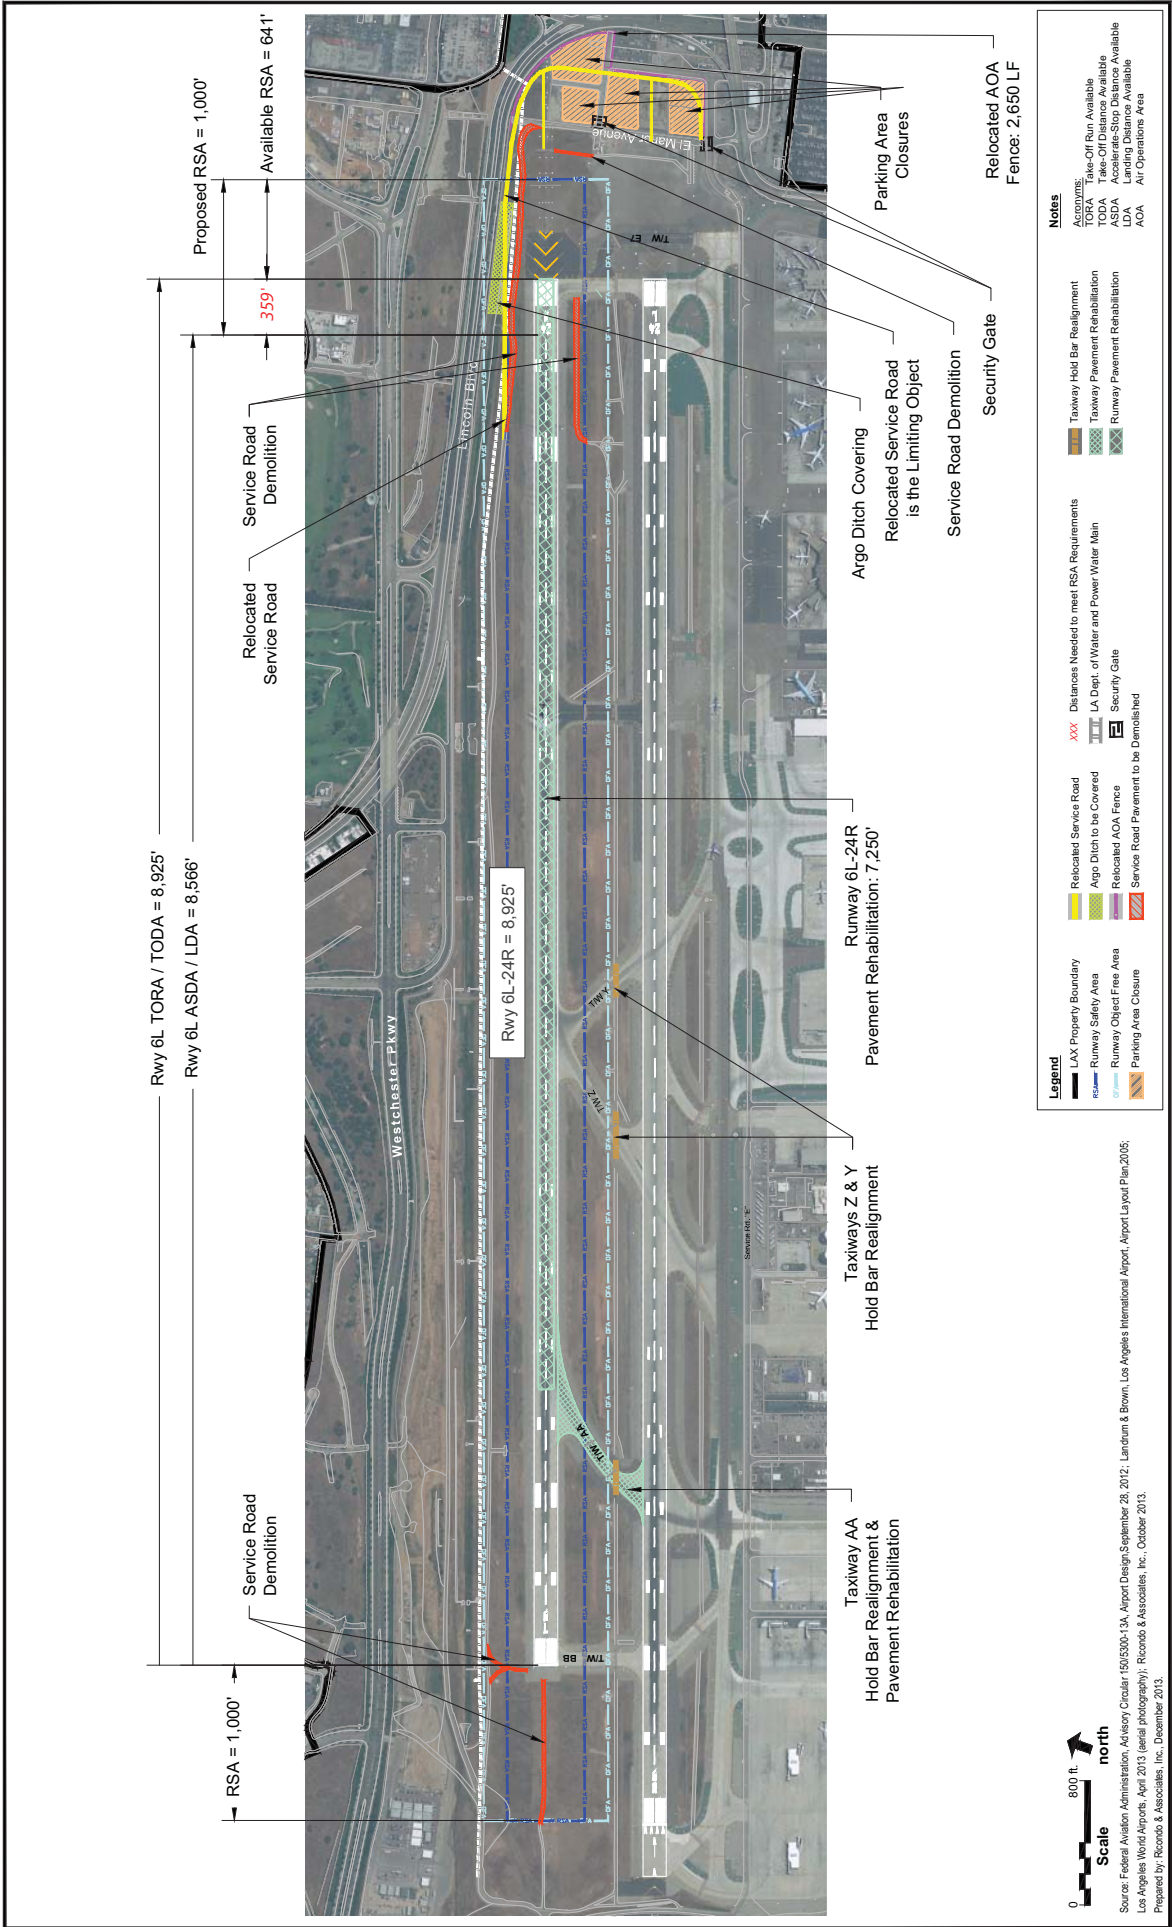 Rwy 6L TORA / TODA = 8,925'
Rwy 6L ASDA / LDA = 8,566'
RSA = 1,000'
Proposed RSA = 1,000'
359'
Available RSA = 641'
Service Road
Demolition
Relocated
Service Road
Service Road
Demolition
Westchester Pkwy
Lincoln Blvd
Rwy 6L-24R = 8,925'
El Manor Avenue
T/W BB
T/W AA
T/W Z
T/W Y
T/W E7
Service Rd. "E"
Taxiway AA
Hold Bar Realignment &
Pavement Rehabilitation
Taxiways Z & Y
Hold Bar Realignment
Runway 6L-24R
Pavement Rehabilitation: 7,250'
Argo Ditch Covering
Relocated Service Road
is the Limiting Object
Service Road Demolition
Security Gate
Parking Area
Closures
Relocated AOA
Fence: 2,650 LF
Legend
LAX Property Boundary
RSA Runway Safety Area
OFA Runway Object Free Area
Parking Area Closure
Relocated Service Road
Argo Ditch to be Covered
Relocated AOA Fence
Service Road Pavement to be Demolished
XXX Distances Needed to meet RSA Requirements
LA Dept. of Water and Power Water Main
Security Gate
Taxiway Hold Bar Realignment
Taxiway Pavement Rehabilitation
Runway Pavement Rehabilitation
Notes
Acronyms:
TORA Take-Off Run Available
TODA Take-Off Distance Available
ASDA Accelerate-Stop Distance Available
LDA Landing Distance Available
AOA Air Operations Area
0 800 ft.
Scale north
Source: Federal Aviation Administration, Advisory Circular 150/5300-13A, Airport Design,September 28, 2012; Landrum & Brown, Los Angeles International Airport, Airport Layout Plan,2005;
Los Angeles World Airports, April 2013 (aerial photography); Ricondo & Associates, Inc., October 2013.
Prepared by: Ricondo & Associates, Inc., December 2013.